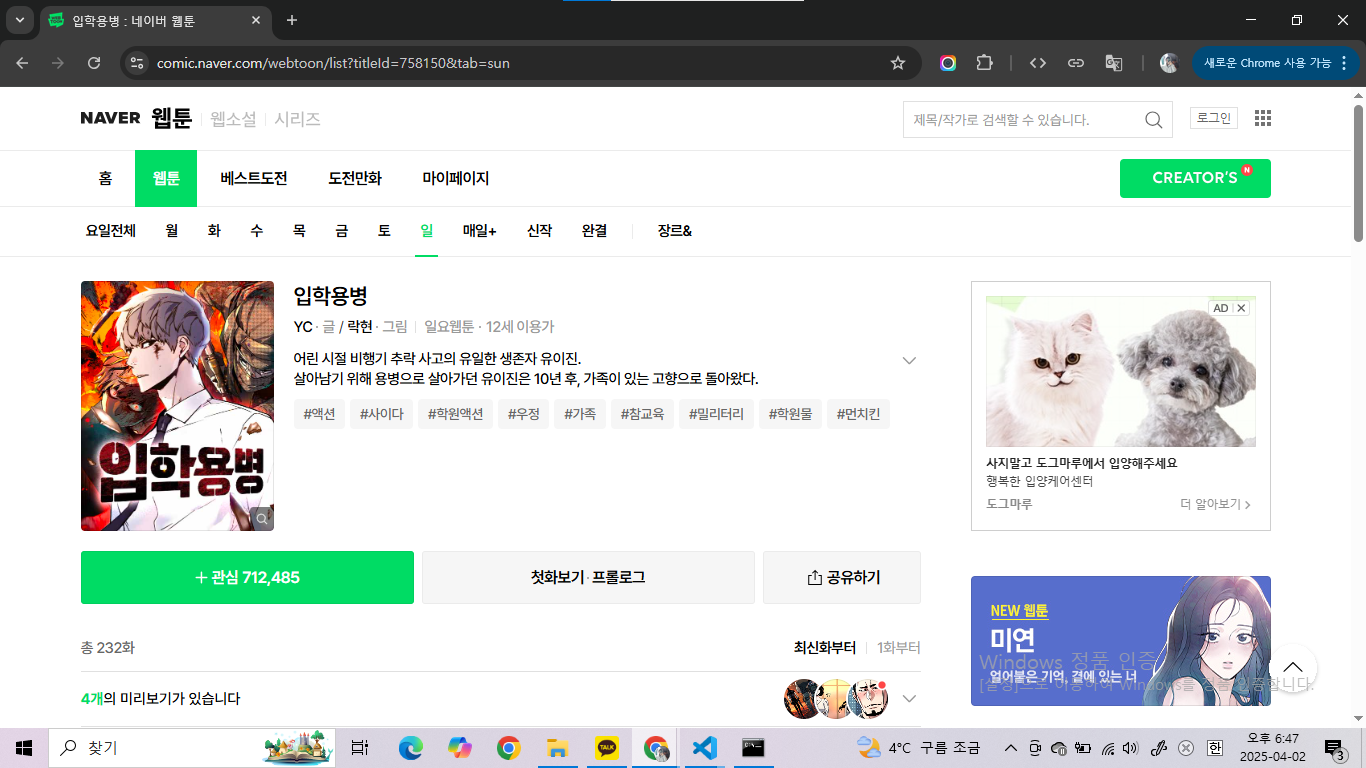 입학용병 : 네이버 웹툰
comic.naver.com/webtoon/list?titleId=758150&tab=sun
새로운 Chrome 사용 가능
NAVER 웹툰 웹소설 시리즈
제목/작가로 검색할 수 있습니다.
로그인
홈 웹툰 베스트도전 도전만화 마이페이지
CREATOR'S N
요일전체 월 화 수 목 금 토 일 매일+ 신작 완결 장르&
입학용병
입학용병
YC · 글 / 락현 · 그림 일요웹툰 · 12세 이용가
어린 시절 비행기 추락 사고의 유일한 생존자 유이진.
살아남기 위해 용병으로 살아가던 유이진은 10년 후, 가족이 있는 고향으로 돌아왔다.
#액션 #사이다 #학원액션 #우정 #가족 #참교육 #밀리터리 #학원물 #먼치킨
AD
사지말고 도그마루에서 입양해주세요
행복한 입양케어센터
도그마루 더 알아보기
+ 관심 712,485
첫화보기 · 프롤로그
공유하기
NEW 웹툰
미연
얼어붙은 기억, 곁에 있는 너
총 232화
최신화부터 1화부터
4개의 미리보기가 있습니다
Windows 정품 인증
[설정]으로 이동하여 Windows를 정품 인증합니다.
찾기
TALK
4°C 구름 조금
한
오후 6:47
2025-04-02
3